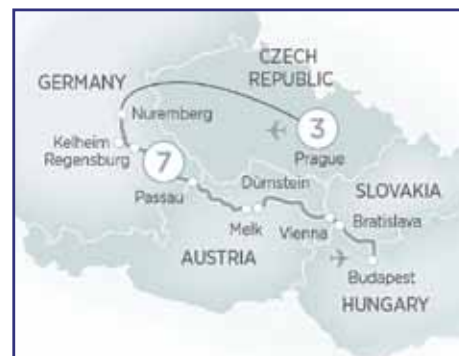 CZECH
REPUBLIC
GERMANY
Nuremberg
3
Prague
Kelheim
Regensburg
7
Passau
Dürnstein
SLOVAKIA
Melk
Vienna
Bratislava
AUSTRIA
Budapest
HUNGARY